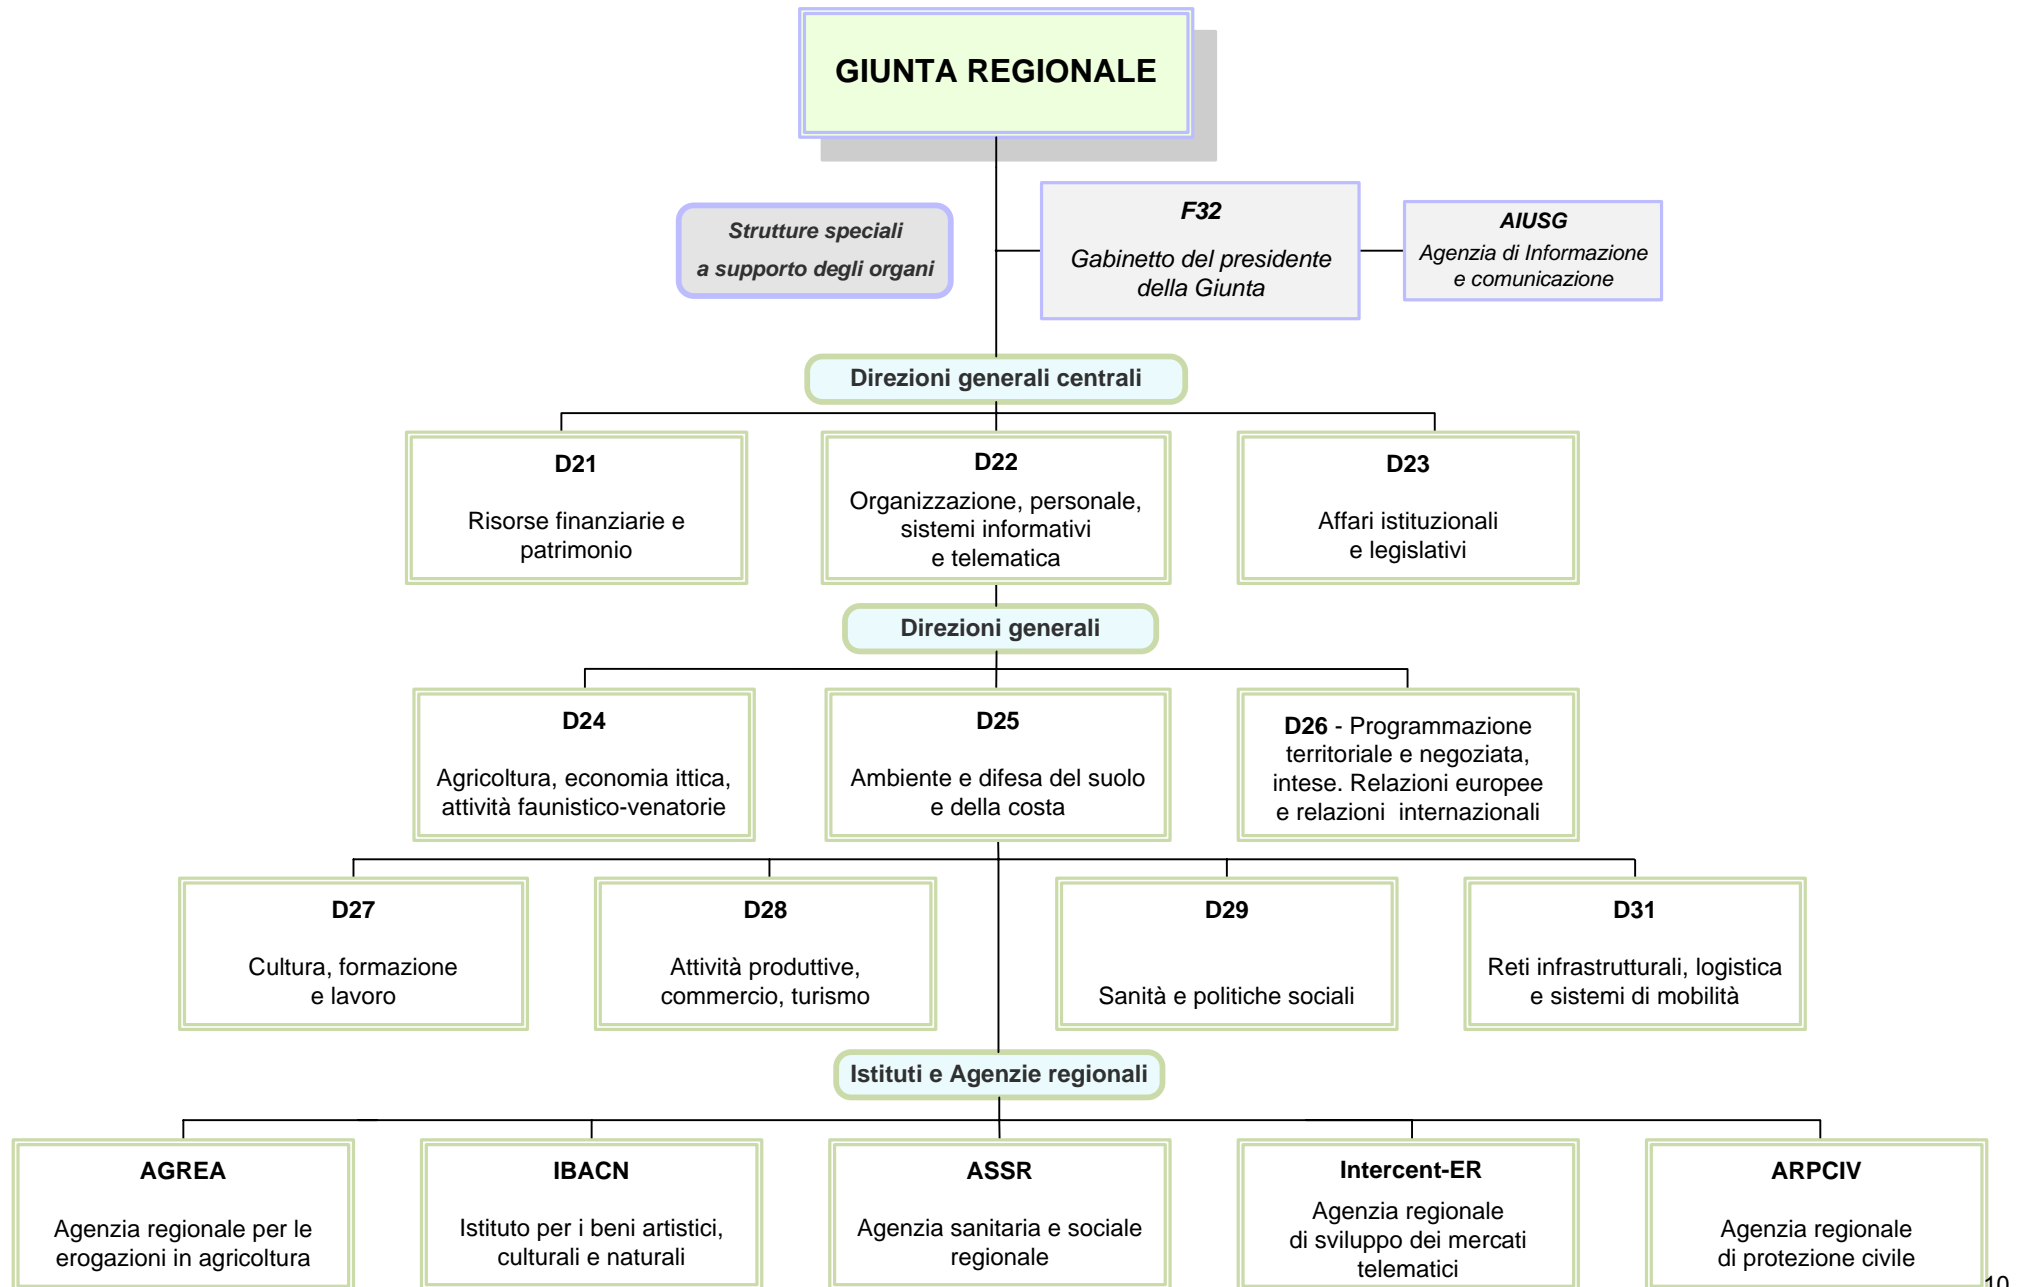 GIUNTA REGIONALE
Strutture speciali
a supporto degli organi
F32
Gabinetto del presidente
della Giunta
AIUSG
Agenzia di Informazione
e comunicazione
Direzioni generali centrali
D21
Risorse finanziarie e
patrimonio
D22
Organizzazione, personale,
sistemi informativi
e telematica
D23
Affari istituzionali
e legislativi
Direzioni generali
D24
Agricoltura, economia ittica,
attività faunistico-venatorie
D25
Ambiente e difesa del suolo
e della costa
D26 - Programmazione
territoriale e negoziata,
intese. Relazioni europee
e relazioni internazionali
D27
Cultura, formazione
e lavoro
D28
Attività produttive,
commercio, turismo
D29
Sanità e politiche sociali
D31
Reti infrastrutturali, logistica
e sistemi di mobilità
Istituti e Agenzie regionali
AGREA
Agenzia regionale per le
erogazioni in agricoltura
IBACN
Istituto per i beni artistici,
culturali e naturali
ASSR
Agenzia sanitaria e sociale
regionale
Intercent-ER
Agenzia regionale
di sviluppo dei mercati
telematici
ARPCIV
Agenzia regionale
di protezione civile
10